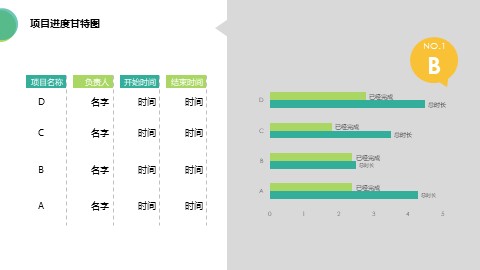 项目进度甘特图
NO.1
B
项目名称 负责人 开始时间 结束时间
D 名字 时间 时间
C 名字 时间 时间
B 名字 时间 时间
A 名字 时间 时间
D 已经完成
总时长
C 已经完成
总时长
B 已经完成
总时长
A 已经完成
总时长
0 1 2 3 4 5